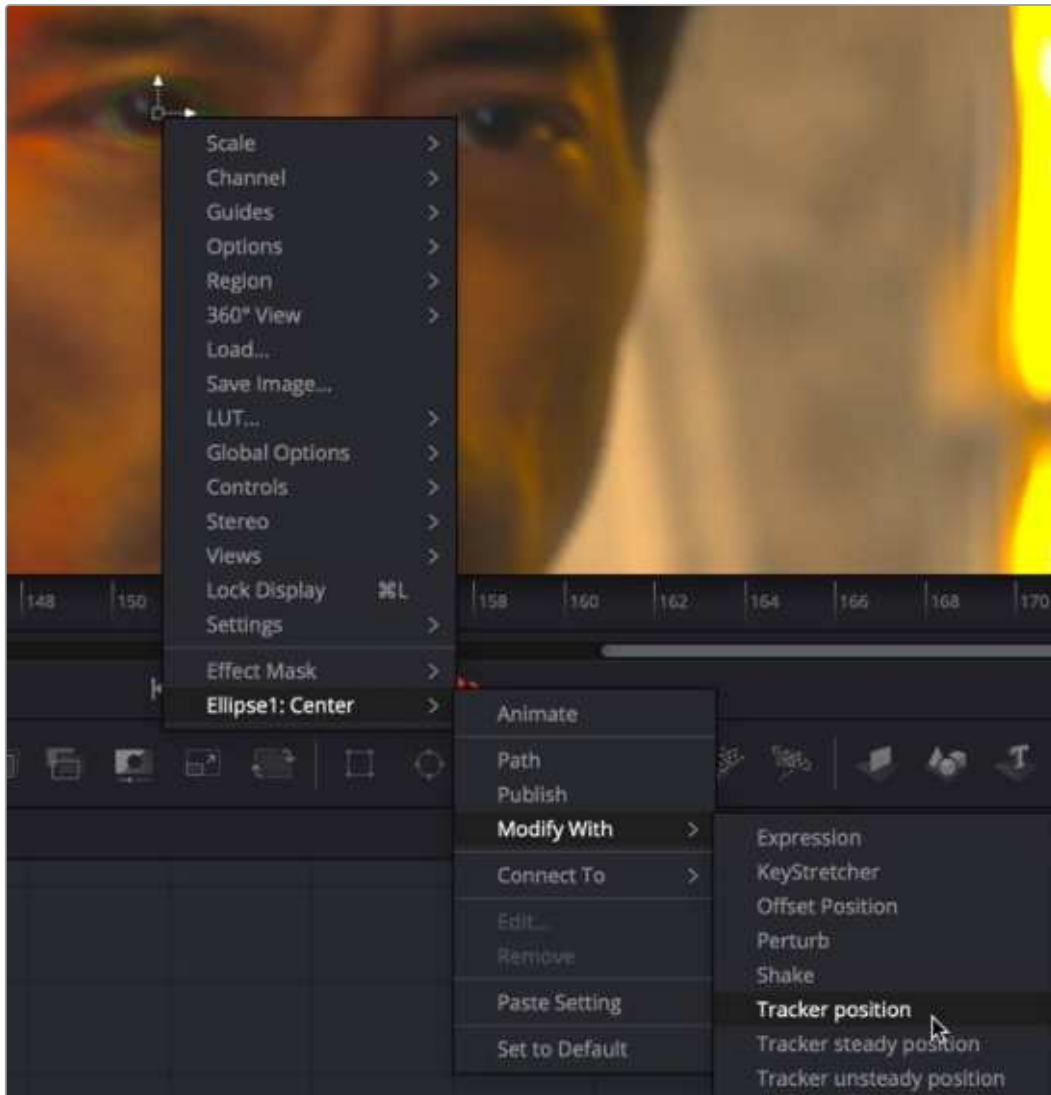 Scale
Channel
Guides
Options
Region
360° View
Load...
Save Image...
LUT...
Global Options
Controls
Stereo
Views
Lock Display ⌘L
Settings
Effect Mask
Ellipse1: Center
148 150 158 160 162 164 166 168 170
Animate
Path
Publish
Modify With
Connect To
Edit...
Remove
Paste Setting
Set to Default
Expression
KeyStretcher
Offset Position
Perturb
Shake
Tracker position
Tracker steady position
Tracker unsteady position
T